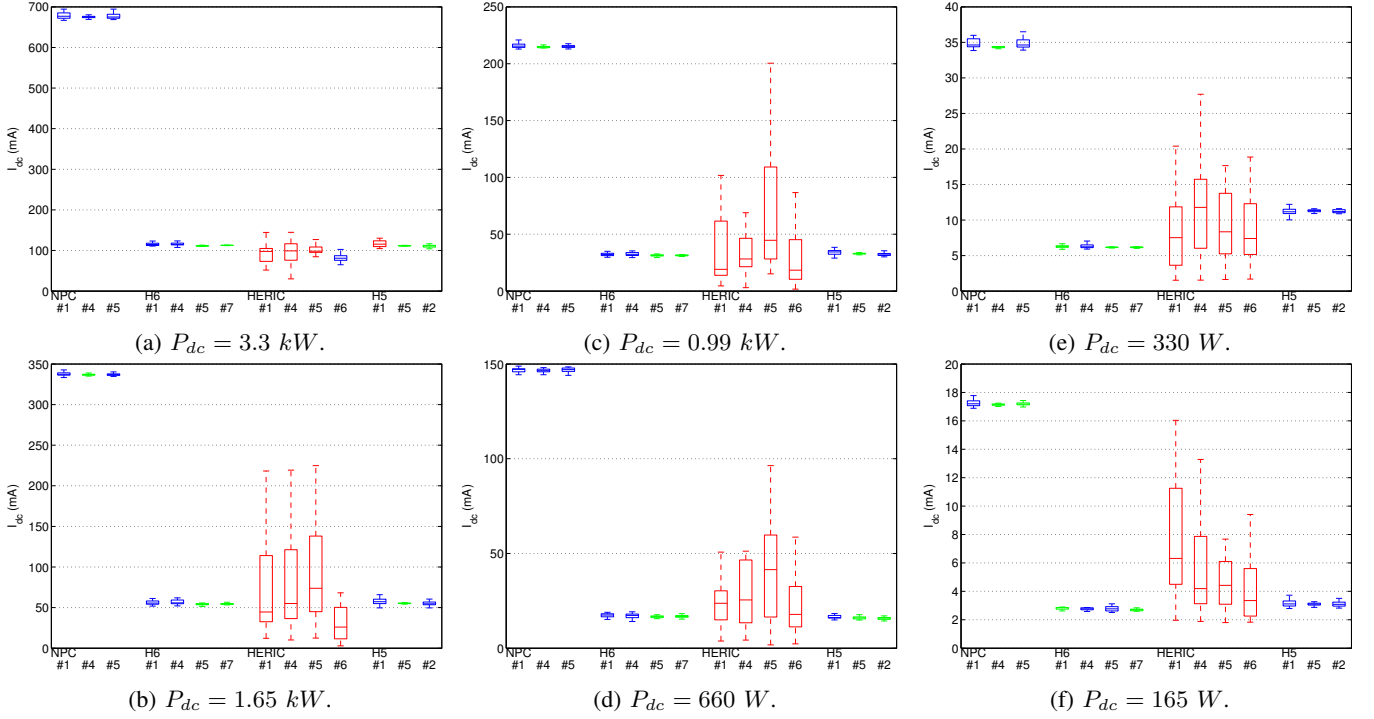 700
600
500
400
300
200
100
0
I_dc (mA)
NPC H6 HERIC H5
#1 #4 #5 #1 #4 #5 #7 #1 #4 #5 #6 #1 #5 #2
(a) P_dc = 3.3 kW.
250
200
150
100
50
0
I_dc (mA)
NPC H6 HERIC H5
#1 #4 #5 #1 #4 #5 #7 #1 #4 #5 #6 #1 #5 #2
(c) P_dc = 0.99 kW.
40
35
30
25
20
15
10
5
0
I_dc (mA)
NPC H6 HERIC H5
#1 #4 #5 #1 #4 #5 #7 #1 #4 #5 #6 #1 #5 #2
(e) P_dc = 330 W.
350
300
250
200
150
100
50
0
I_dc (mA)
NPC H6 HERIC H5
#1 #4 #5 #1 #4 #5 #7 #1 #4 #5 #6 #1 #5 #2
(b) P_dc = 1.65 kW.
150
100
50
0
I_dc (mA)
NPC H6 HERIC H5
#1 #4 #5 #1 #4 #5 #7 #1 #4 #5 #6 #1 #5 #2
(d) P_dc = 660 W.
20
18
16
14
12
10
8
6
4
2
0
I_dc (mA)
NPC H6 HERIC H5
#1 #4 #5 #1 #4 #5 #7 #1 #4 #5 #6 #1 #5 #2
(f) P_dc = 165 W.